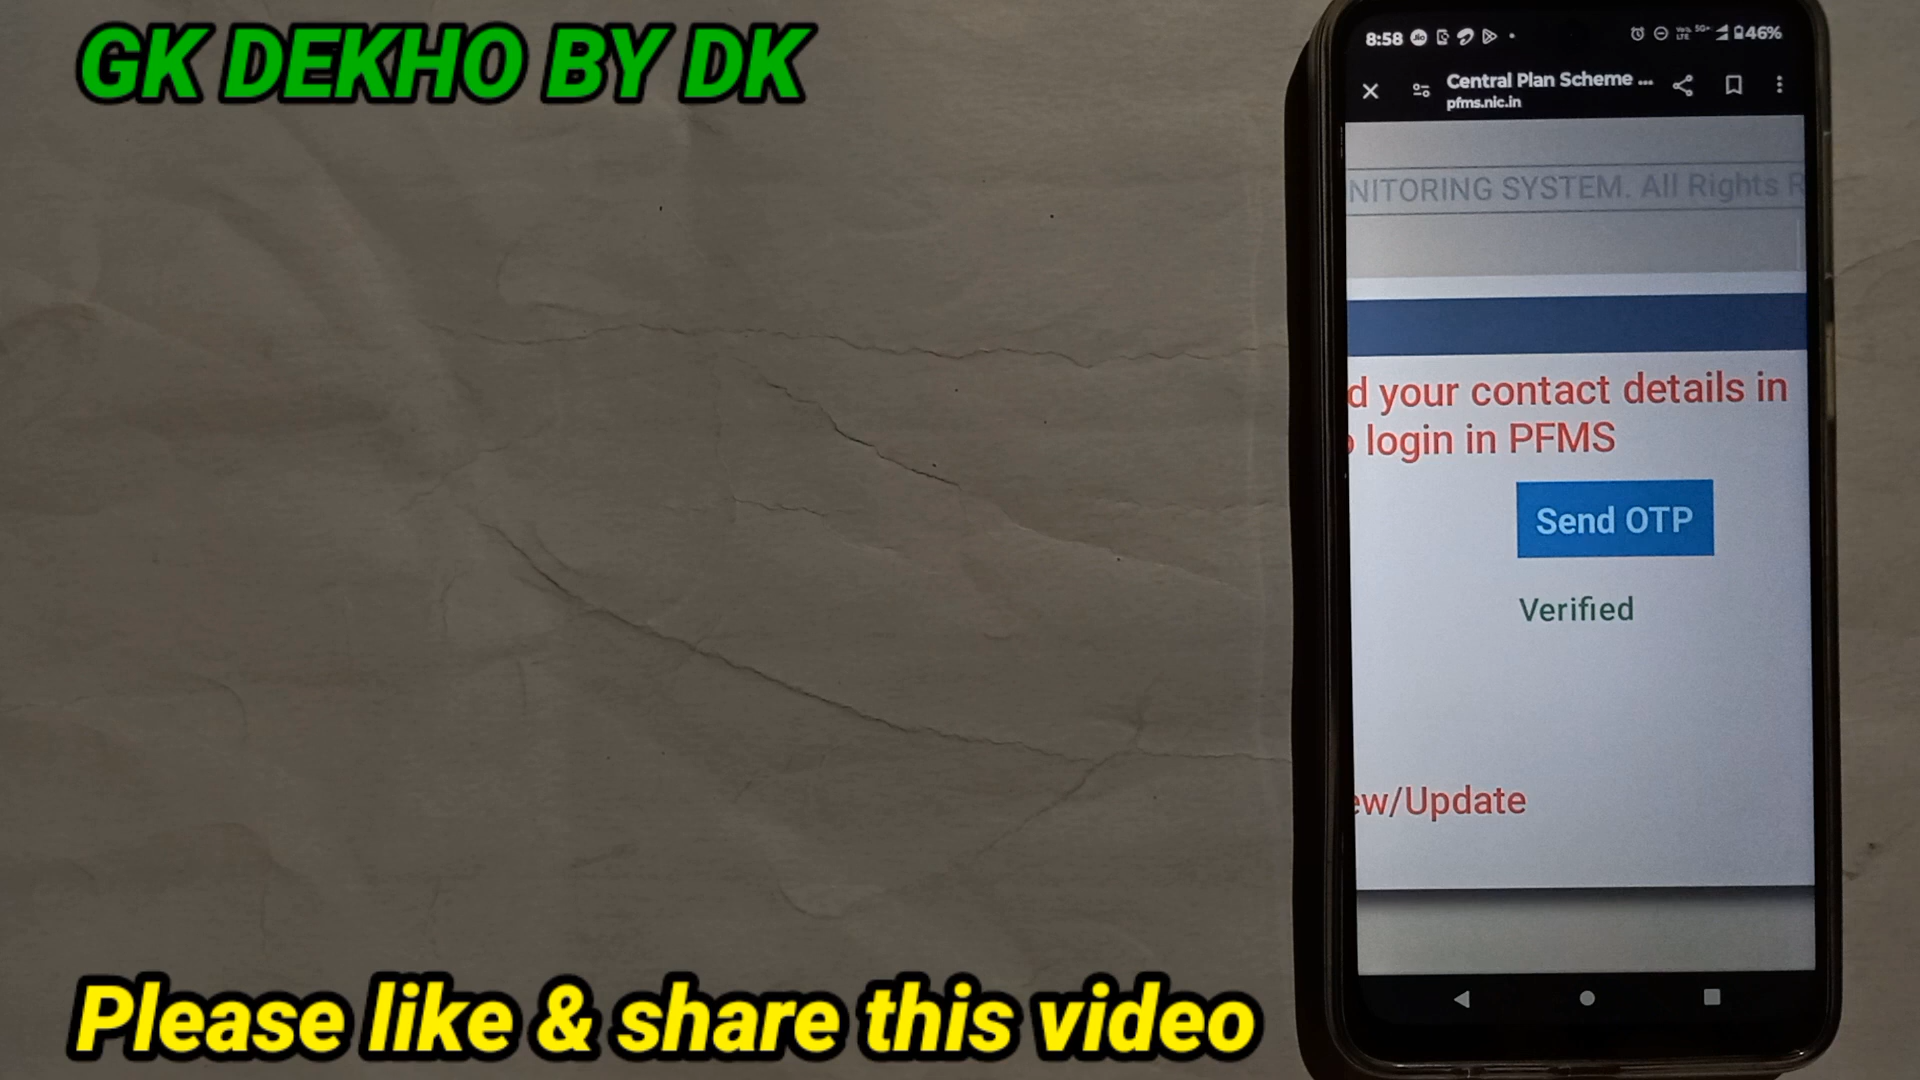 GK DEKHO BY DK
8:58
46%
Central Plan Scheme ...
pfms.nic.in
NITORING SYSTEM. All Rights R
d your contact details in
login in PFMS
Send OTP
Verified
ew/Update
Please like & share this video